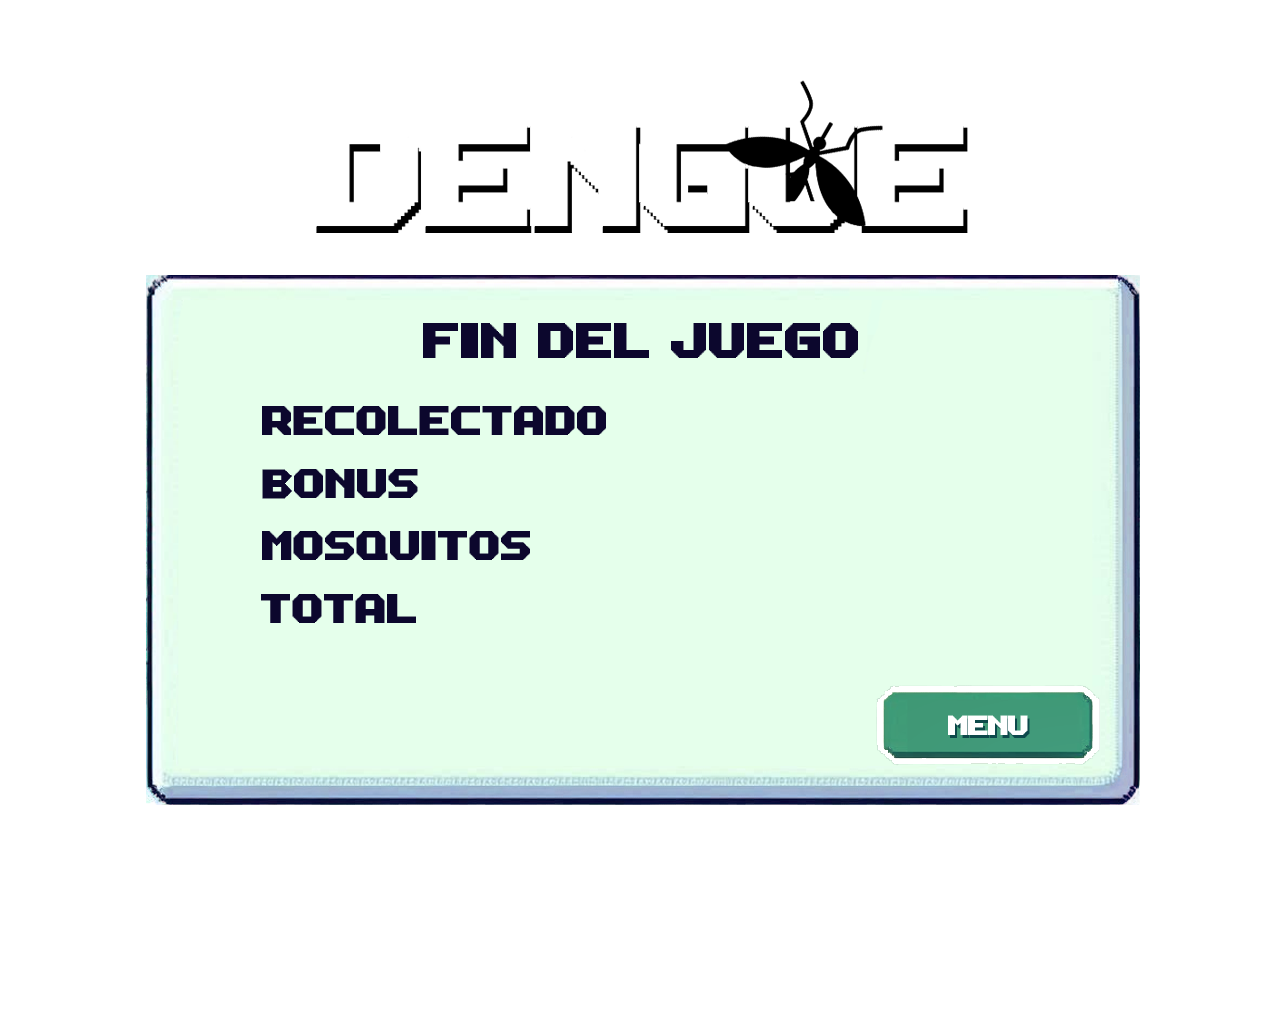 DENGUE
FIN DEL JUEGO
RECOLECTADO
BONUS
MOSQUITOS
TOTAL
MENU